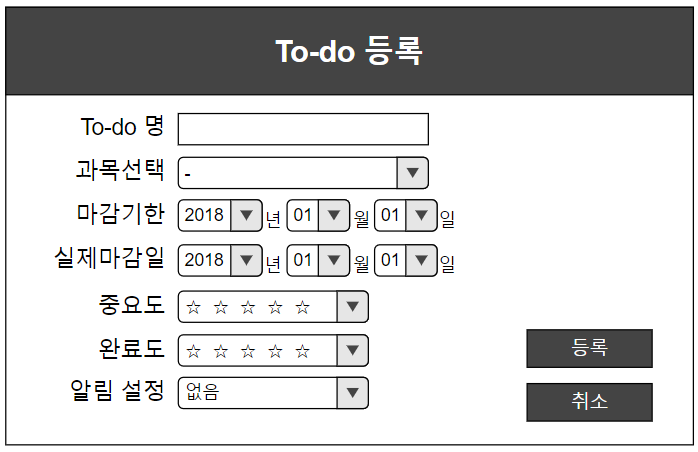 To-do 등록
To-do 명
과목선택 -
마감기한 2018 년 01 월 01 일
실제마감일 2018 년 01 월 01 일
중요도 ☆ ☆ ☆ ☆ ☆
완료도 ☆ ☆ ☆ ☆ ☆
등록
알림 설정 없음
취소